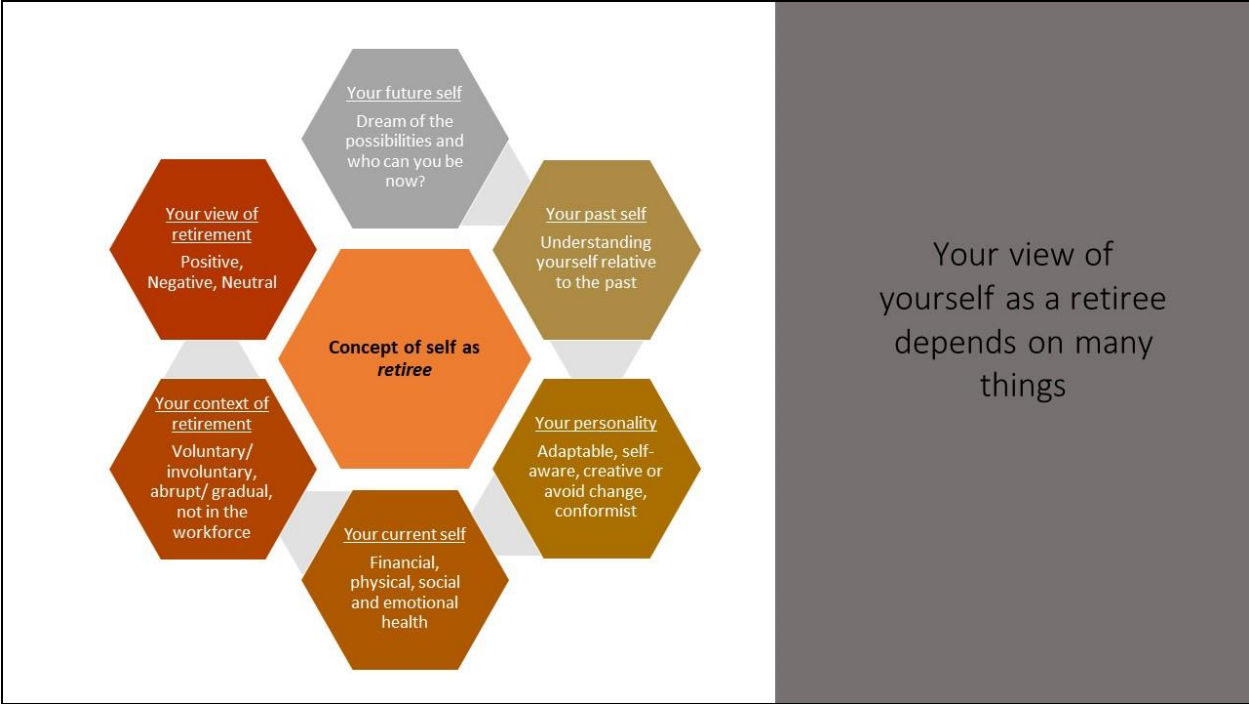 Your future self
Dream of the
possibilities and
who can you be
now?
Your past self
Understanding
yourself relative
to the past
Your personality
Adaptable, self-
aware, creative or
avoid change,
conformist
Your current self
Financial,
physical, social
and emotional
health
Your context of
retirement
Voluntary/
involuntary,
abrupt/ gradual,
not in the
workforce
Your view of
retirement
Positive,
Negative, Neutral
Concept of self as
retiree
Your view of
yourself as a retiree
depends on many
things